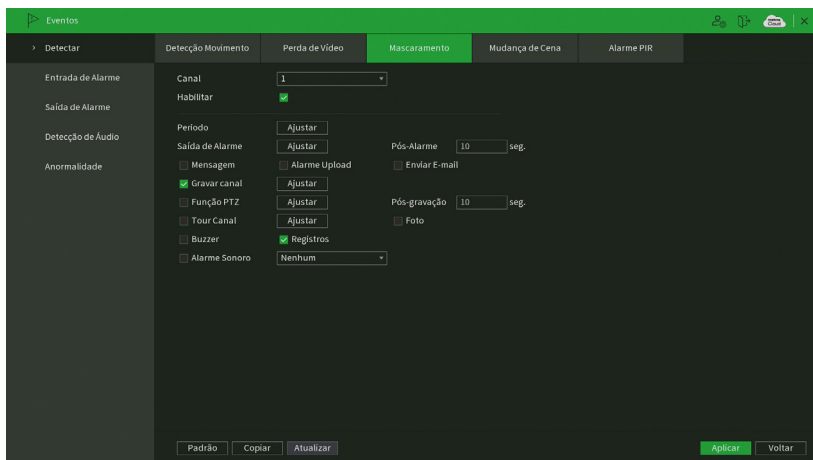 Eventos
Detectar
Detecção Movimento Perda de Vídeo Mascaramento Mudança de Cena Alarme PIR
Entrada de Alarme
Saída de Alarme
Detecção de Áudio
Anormalidade
Canal 1
Habilitar
Periodo Ajustar
Saída de Alarme Ajustar Pós-Alarme 10 seg.
Mensagem Alarme Upload Enviar E-mail
Gravar canal Ajustar
Função PTZ Ajustar Pós-gravação 10 seg.
Tour Canal Ajustar Foto
Buzzer Registros
Alarme Sonoro Nenhum
Padrão Copiar Atualizar Aplicar Voltar